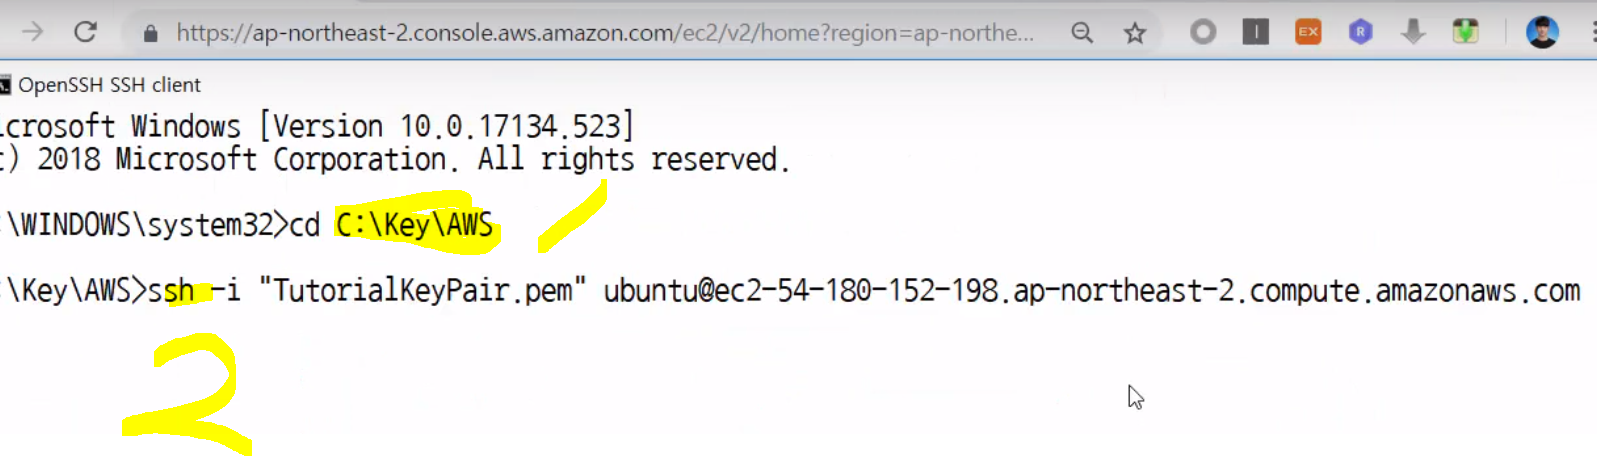 https://ap-northeast-2.console.aws.amazon.com/ec2/v2/home?region=ap-northe...
EX
R
OpenSSH SSH client
icrosoft Windows [Version 10.0.17134.523]
c) 2018 Microsoft Corporation. All rights reserved.
:\WINDOWS\system32>cd C:\Key\AWS
:\Key\AWS>ssh -i "TutorialKeyPair.pem" ubuntu@ec2-54-180-152-198.ap-northeast-2.compute.amazonaws.com
2